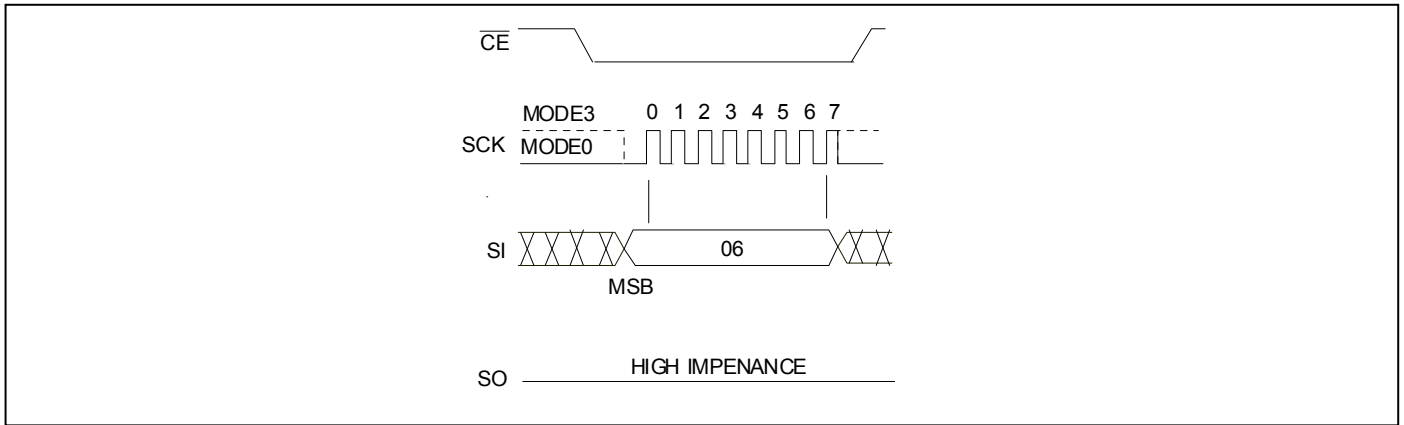 CE
MODE3 0 1 2 3 4 5 6 7
SCK MODE0
SI 06
MSB
HIGH IMPENANCE
SO